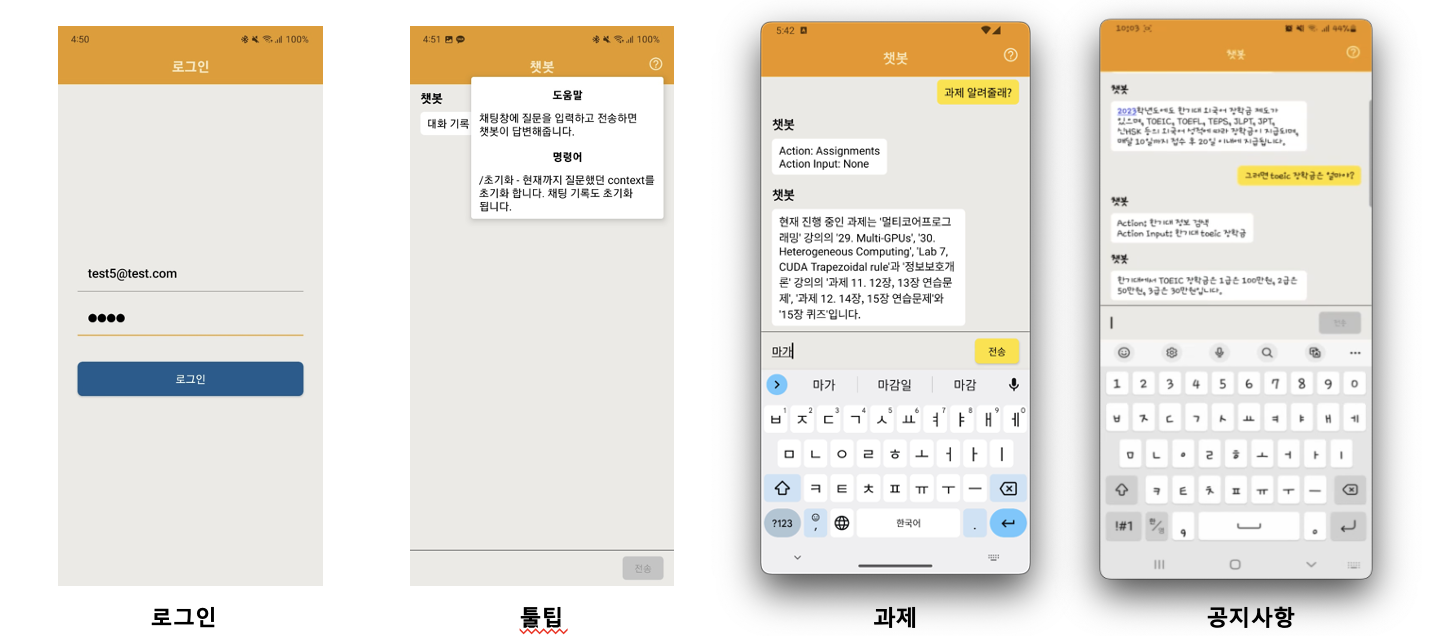 4:50
100%
로그인
test5@test.com
로그인
로그인
4:51
100%
챗봇
챗봇
대화 기록
도움말
채팅창에 질문을 입력하고 전송하면
챗봇이 답변해줍니다.
명령어
/초기화 - 현재까지 질문했던 context를
초기화 합니다. 채팅 기록도 초기화
됩니다.
전송
툴팁
5:42
챗봇
과제 알려줄래?
챗봇
Action: Assignments
Action Input: None
챗봇
현재 진행 중인 과제는 '멀티코어프로그
래밍' 강의의 '29. Multi-GPUs', '30.
Heterogeneous Computing', 'Lab 7,
CUDA Trapezoidal rule'과 '정보보호개
론' 강의의 '과제 11. 12장, 13장 연습문
제', '과제 12. 14장, 15장 연습문제'와
'15장 퀴즈'입니다.
마가
전송
마가 마감일 마감
ㅂ1 ㅈ2 ㄷ3 ㄱ4 ㅅ5 ㅛ6 ㅕ7 ㅑ8 ㅐ9 ㅔ0
ㅁ ㄴ ㅇ ㄹ ㅎ ㅗ ㅓ ㅏ ㅣ
ㅋ ㅌ ㅊ ㅍ ㅠ ㅜ ㅡ
?123 , 한국어 .
과제
10:03
44%
챗봇
챗봇
2023학년도에도 한기대 외국어 장학금 제도가
있으며, TOEIC, TOEFL, TEPS, JLPT, JPT,
신HSK 등의 외국어 성적에 따라 장학금이 지급되며,
매달 10일까지 접수 후 20일 이내에 지급됩니다.
그러면 toeic 장학금은 얼마야?
챗봇
Action: 한기대 정보 검색
Action Input: 한기대 toeic 장학금
챗봇
한기대에서 TOEIC 장학금은 1급은 100만원, 2급은
50만원, 3급은 30만원입니다.
전송
1 2 3 4 5 6 7 8 9 0
ㅂ ㅈ ㄷ ㄱ ㅅ ㅛ ㅕ ㅑ ㅐ ㅔ
ㅁ ㄴ ㅇ ㄹ ㅎ ㅗ ㅓ ㅏ ㅣ
ㅋ ㅌ ㅊ ㅍ ㅠ ㅜ ㅡ
!#1 한/영 , .
공지사항